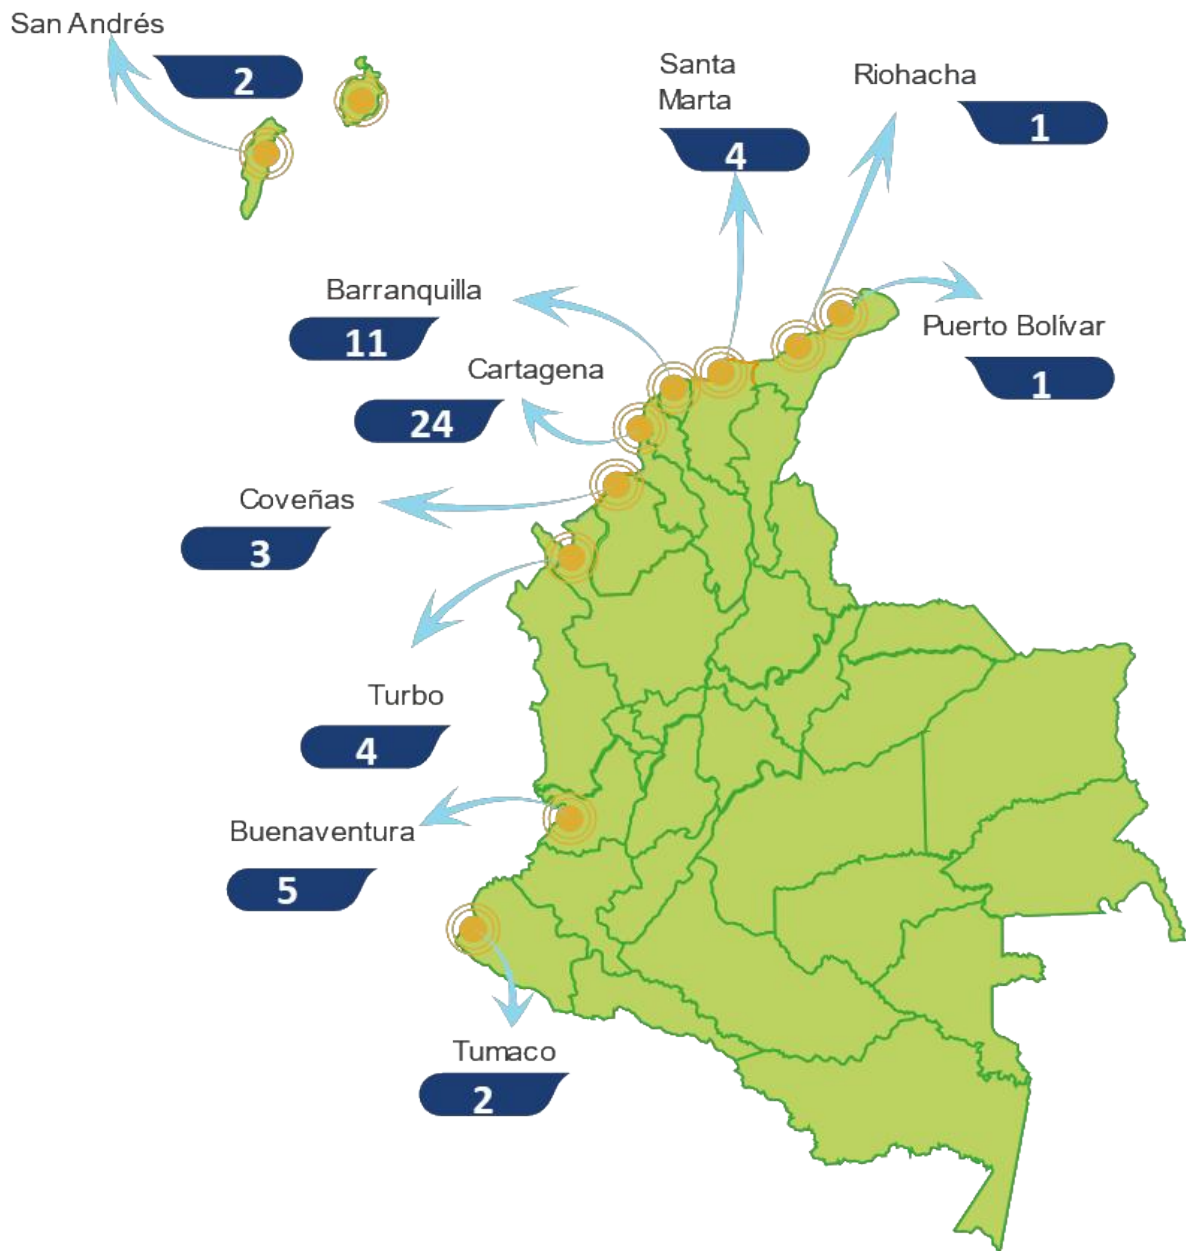 San Andrés
2
Santa
Marta
4
Riohacha
1
Barranquilla
11
Puerto Bolívar
1
Cartagena
24
Coveñas
3
Turbo
4
Buenaventura
5
Tumaco
2